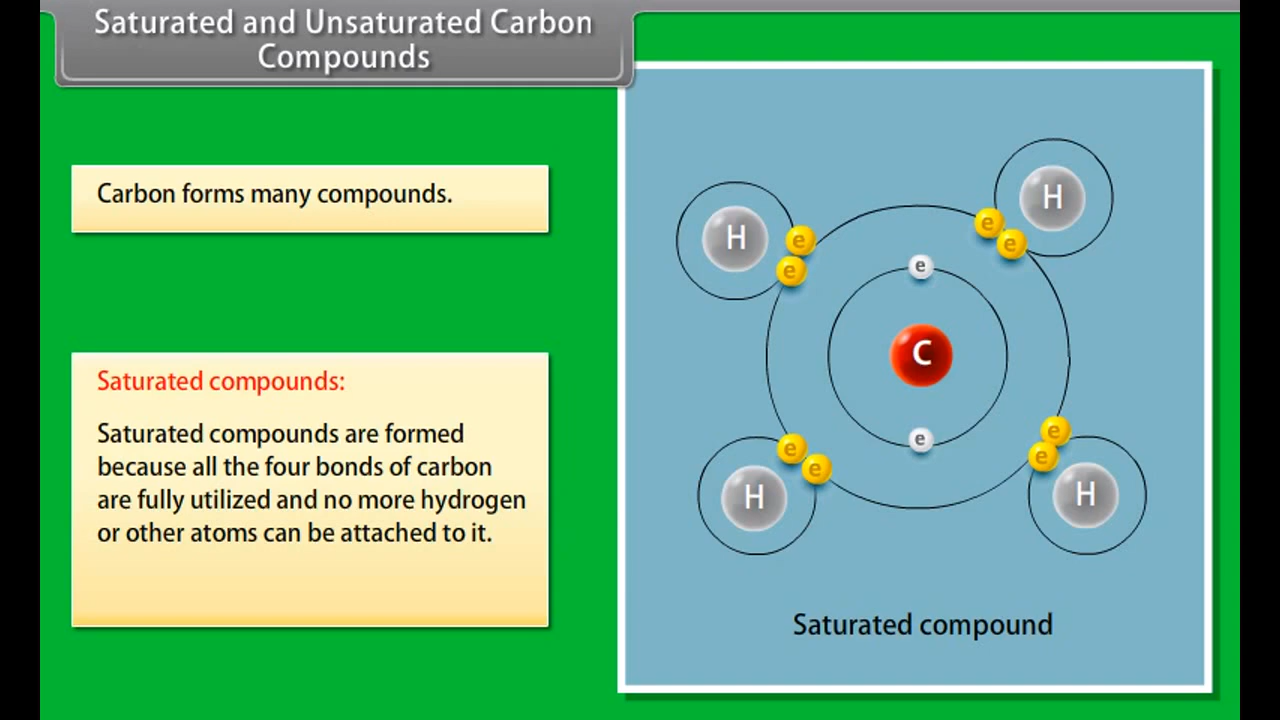 Saturated and Unsaturated Carbon
Compounds
Carbon forms many compounds.
Saturated compounds:
Saturated compounds are formed
because all the four bonds of carbon
are fully utilized and no more hydrogen
or other atoms can be attached to it.
H
H
e
e
e
e
e
C
e
e
e
e
e
H
H
Saturated compound